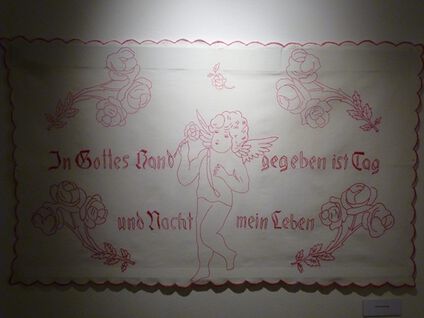 In Gottes Hand gegeben ist Tag
und Nacht mein Leben